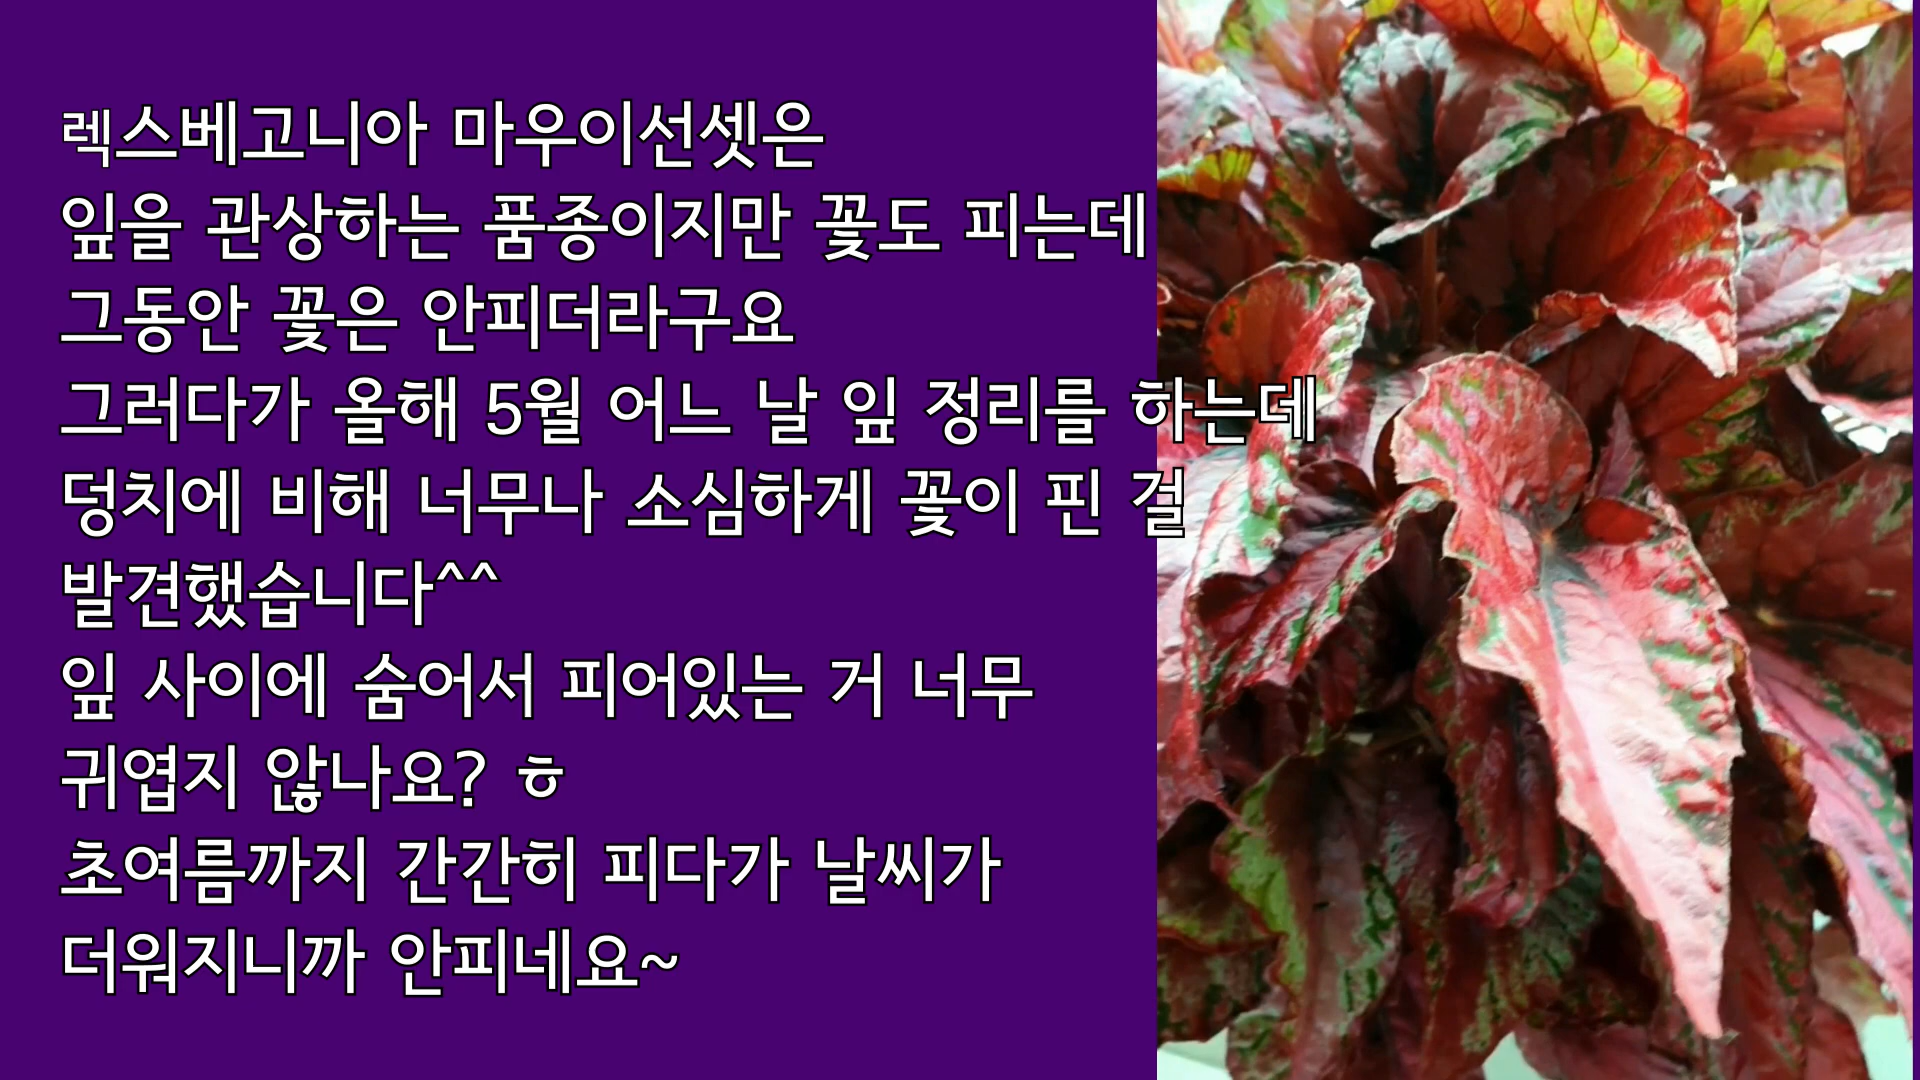 렉스베고니아 마우이선셋은
잎을 관상하는 품종이지만 꽃도 피는데
그동안 꽃은 안피더라구요
그러다가 올해 5월 어느 날 잎 정리를 하는데
덩치에 비해 너무나 소심하게 꽃이 핀 걸
발견했습니다^^
잎 사이에 숨어서 피어있는 거 너무
귀엽지 않나요? ㅎ
초여름까지 간간히 피다가 날씨가
더워지니까 안피네요~